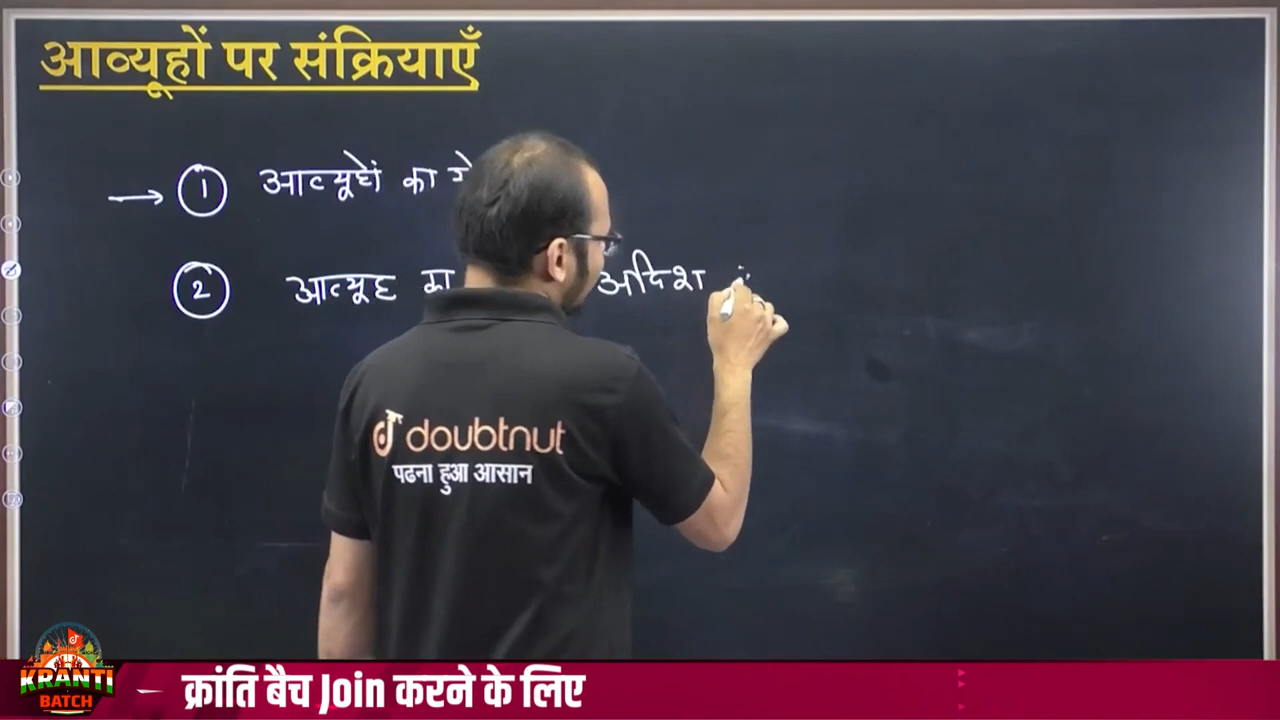 आव्यूहों पर संक्रियाएँ
→ 1 आव्यूहों का
2 आव्यूह का अदिश
doubtnut
पढना हुआ आसान
KRANTI
BATCH
क्रांति बैच Join करने के लिए